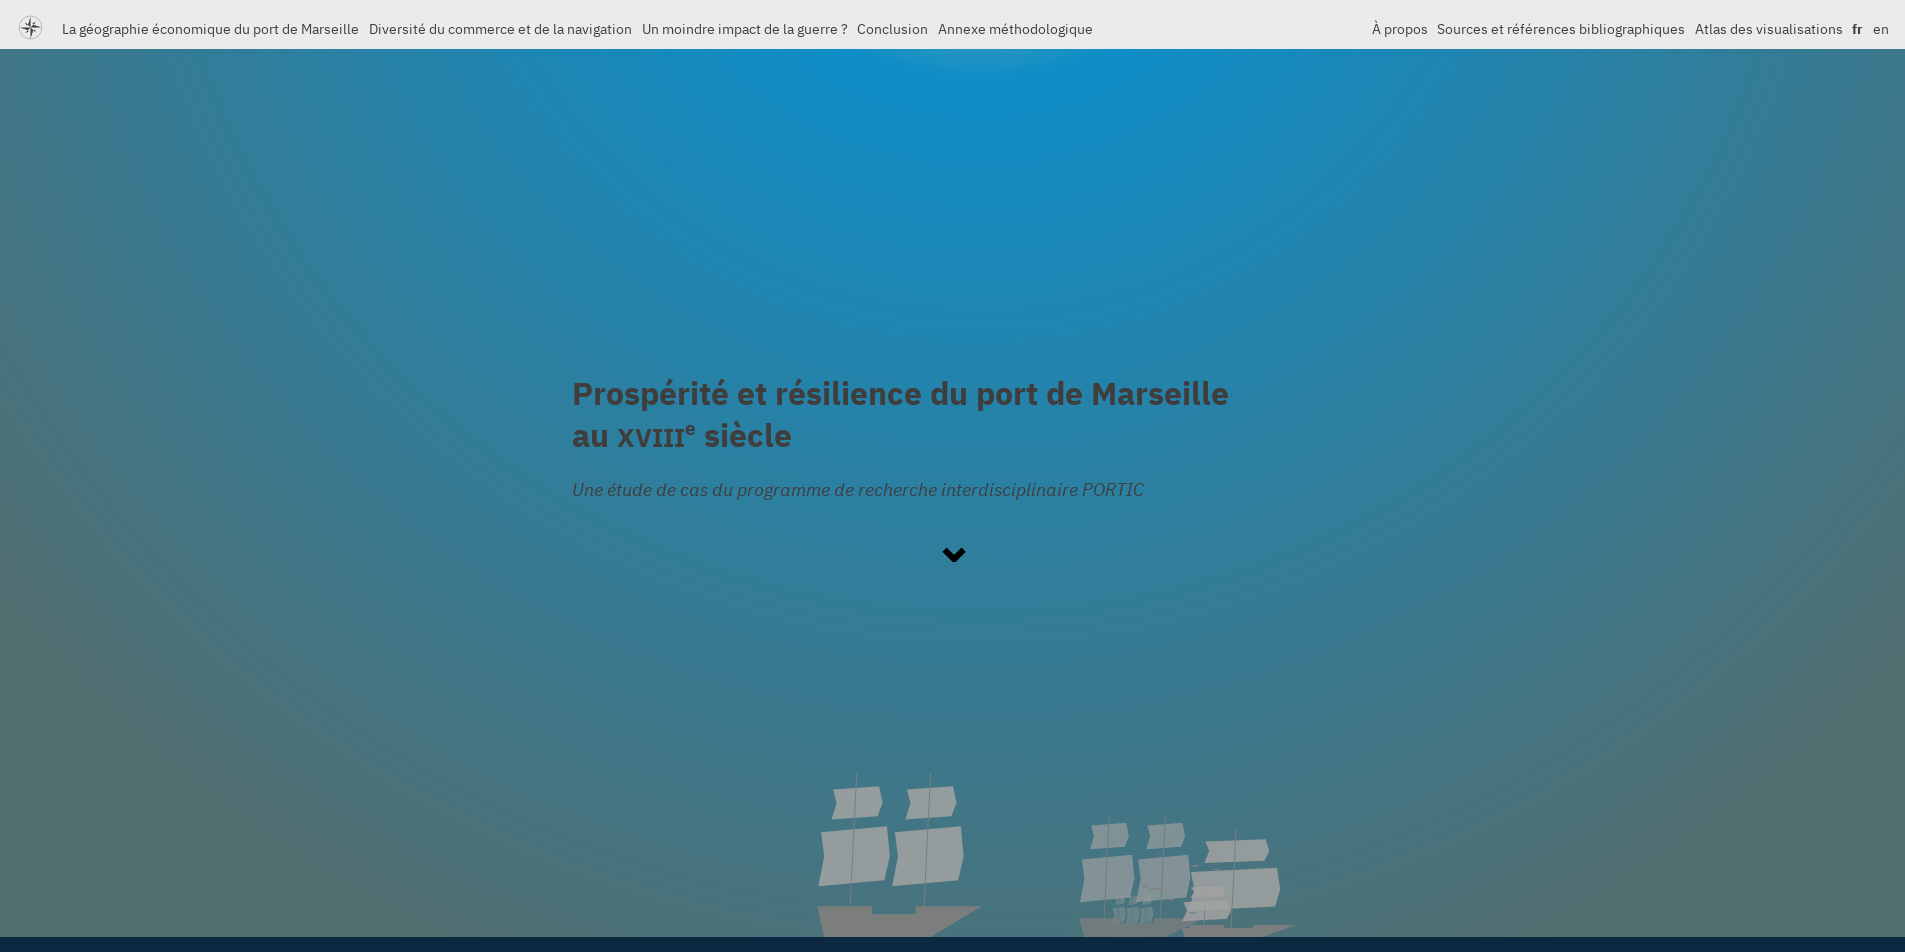 La géographie économique du port de Marseille Diversité du commerce et de la navigation Un moindre impact de la guerre ? Conclusion Annexe méthodologique À propos Sources et références bibliographiques Atlas des visualisations fr en
Prospérité et résilience du port de Marseille
au XVIIIe siècle
Une étude de cas du programme de recherche interdisciplinaire PORTIC